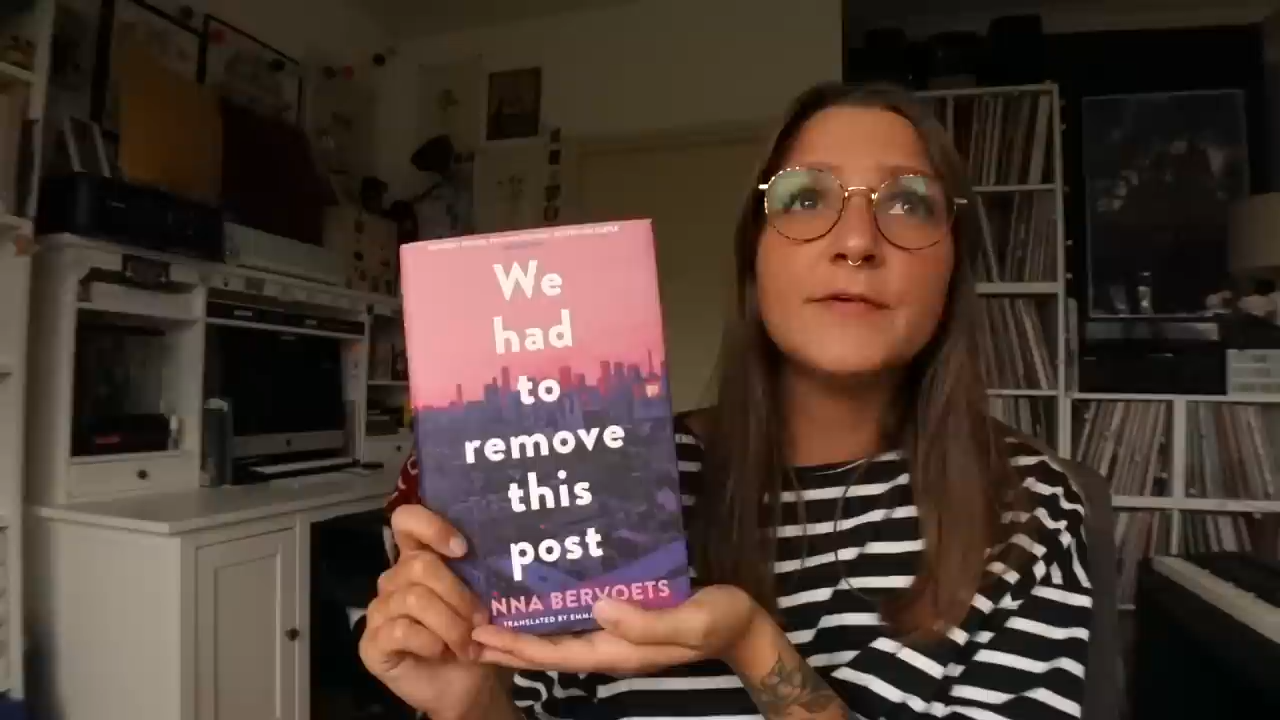 We
had
to
remove
this
post
NNA BERVOETS
TRANSLATED BY EMMA